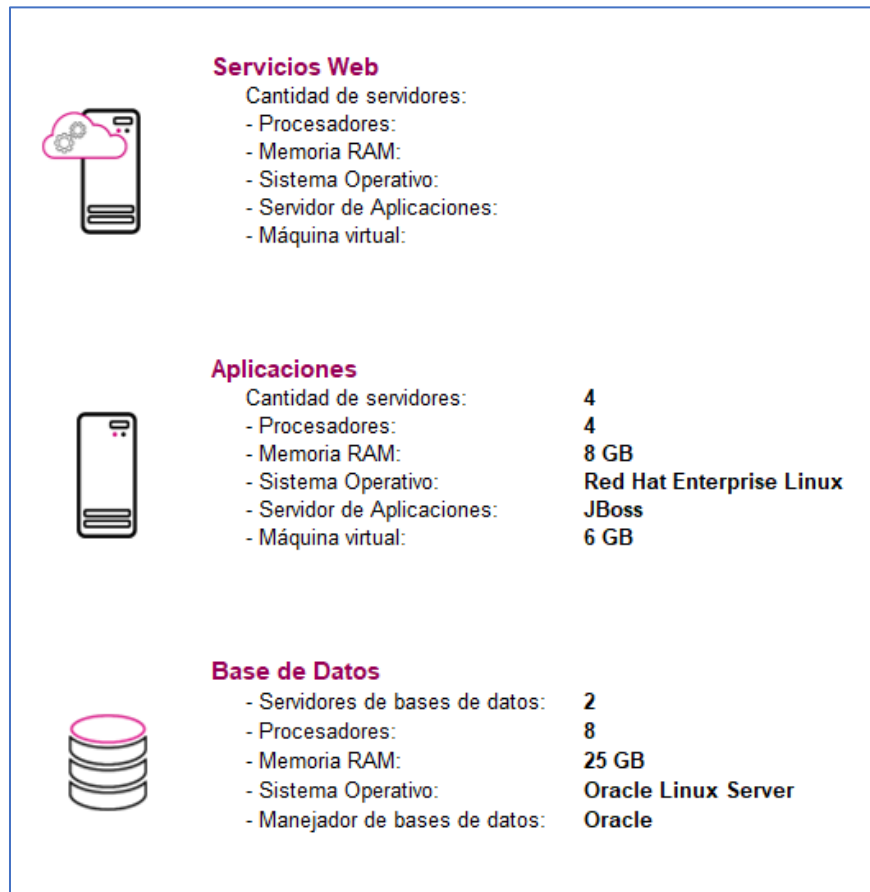 Servicios Web
Cantidad de servidores:
- Procesadores:
- Memoria RAM:
- Sistema Operativo:
- Servidor de Aplicaciones:
- Máquina virtual:
Aplicaciones
Cantidad de servidores: 4
- Procesadores: 4
- Memoria RAM: 8 GB
- Sistema Operativo: Red Hat Enterprise Linux
- Servidor de Aplicaciones: JBoss
- Máquina virtual: 6 GB
Base de Datos
- Servidores de bases de datos: 2
- Procesadores: 8
- Memoria RAM: 25 GB
- Sistema Operativo: Oracle Linux Server
- Manejador de bases de datos: Oracle